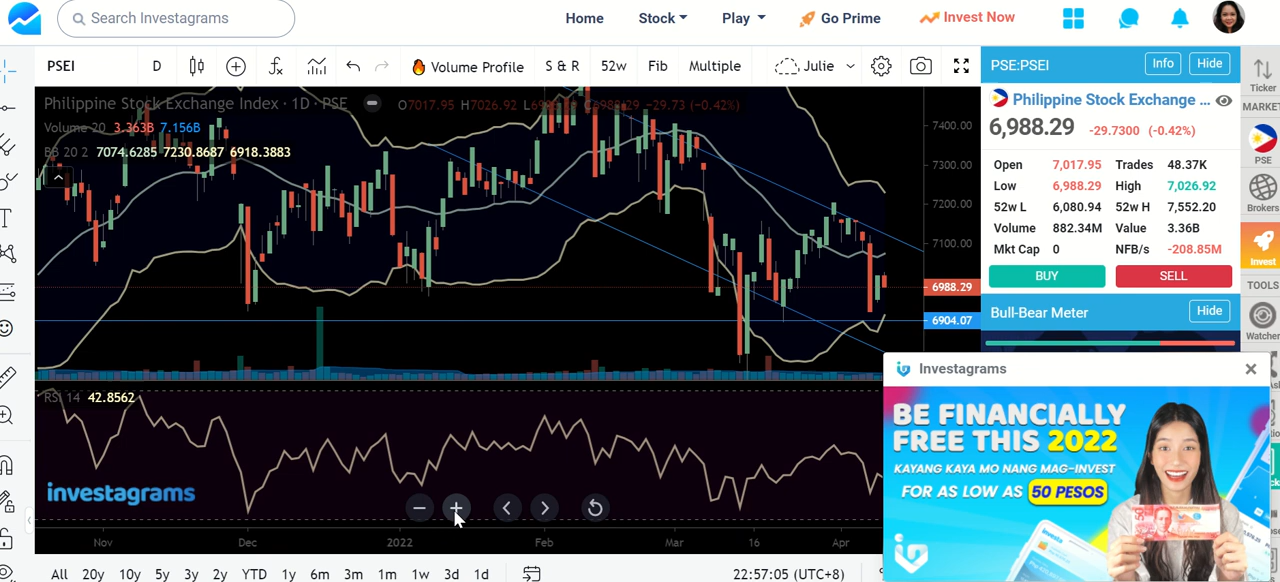 Search Investagrams
Home
Stock
Play
Go Prime
Invest Now
PSEI
D
Volume Profile
S & R
52w
Fib
Multiple
Julie
Philippine Stock Exchange Index · 1D · PSE
O7017.95 H7026.92 −29.73 (−0.42%)
Volume 20 3.363B 7.156B
BB 20 2 7074.6285 7230.8687 6918.3883
7400.00
7300.00
7200.00
7100.00
6988.29
6904.07
RSI 14 42.8562
investagrams
Nov
Dec
2022
Feb
Mar
16
Apr
All
20y
10y
5y
3y
2y
YTD
1y
6m
3m
1m
1w
3d
1d
22:57:05 (UTC+8)
PSE:PSEI
Info
Hide
Philippine Stock Exchange ...
6,988.29 -29.7300 (-0.42%)
Open 7,017.95 Trades 48.37K
Low 6,988.29 High 7,026.92
52w L 6,080.94 52w H 7,552.20
Volume 882.34M Value 3.36B
Mkt Cap 0 NFB/s -208.85M
BUY
SELL
Bull-Bear Meter
Hide
Ticker
MARKET
PSE
Brokers
Invest
TOOLS
Watcher
Investagrams
BE FINANCIALLY
FREE THIS 2022
KAYANG KAYA MO NANG MAG-INVEST
FOR AS LOW AS 50 PESOS